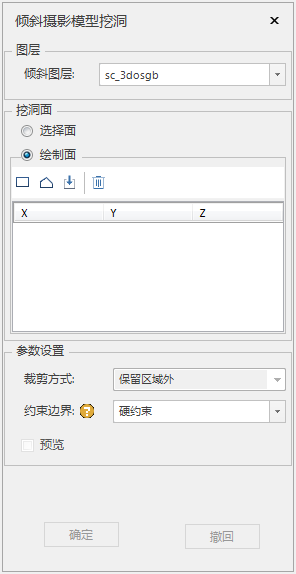 倾斜摄影模型挖洞
图层
倾斜图层: sc_3dosgb
挖洞面
选择面
绘制面
X Y Z
参数设置
裁剪方式: 保留区域外
约束边界: ? 硬约束
预览
确定 撤回